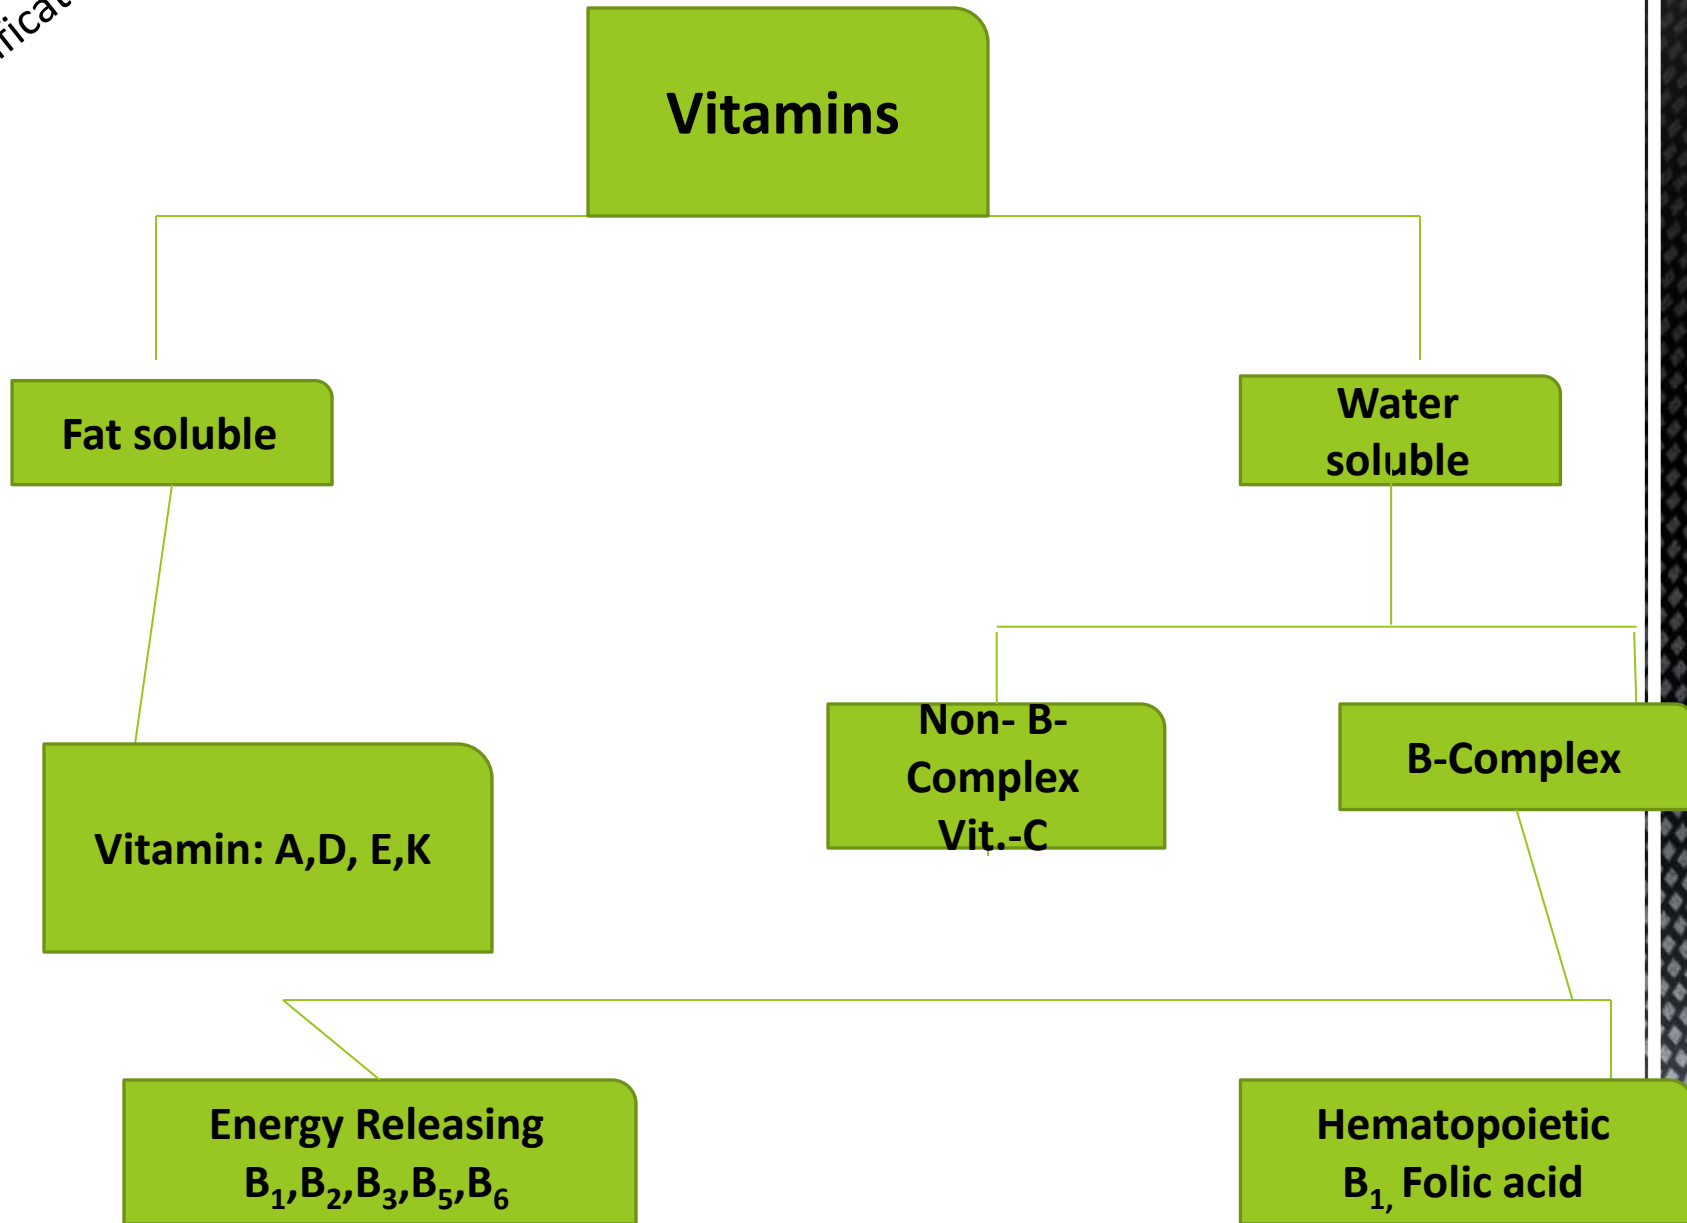 Vitamins
Fat soluble
Water
soluble
Non- B-
Complex
Vit.-C
B-Complex
Vitamin: A,D, E,K
Energy Releasing
B₁,B₂,B₃,B₅,B₆
Hematopoietic
B₁, Folic acid